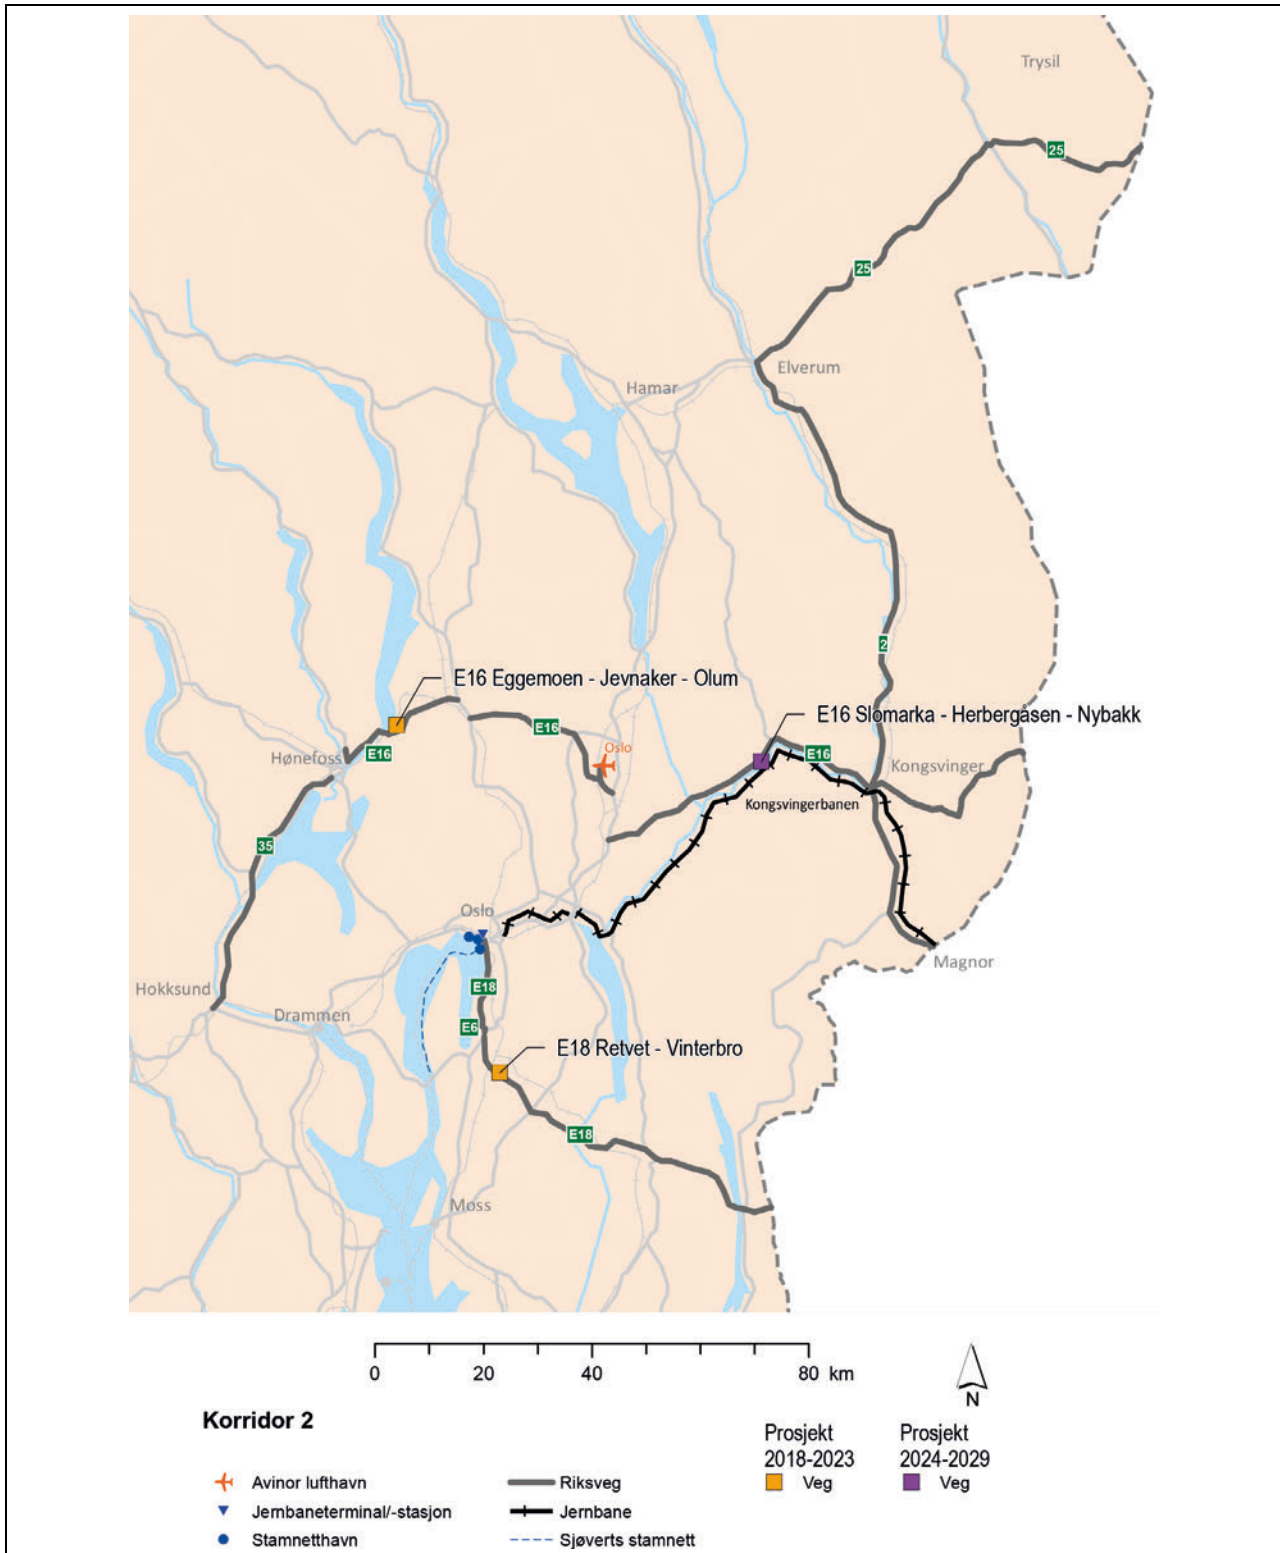 Trysil
25
25
Elverum
Hamar
2
E16 Eggemoen - Jevnaker - Olum
E16 Slomarka - Herbergåsen - Nybakk
E16
E16
Oslo
E16
Hønefoss
Kongsvinger
Kongsvingerbanen
35
Oslo
Magnor
Hokksund
E18
Drammen
E6
E18 Retvet - Vinterbro
E18
Moss
0 20 40 80 km
N
Korridor 2
Prosjekt
2018-2023
Veg
Prosjekt
2024-2029
Veg
Avinor lufthavn
Jernbaneterminal/-stasjon
Stamnetthavn
Riksveg
Jernbane
Sjøverts stamnett